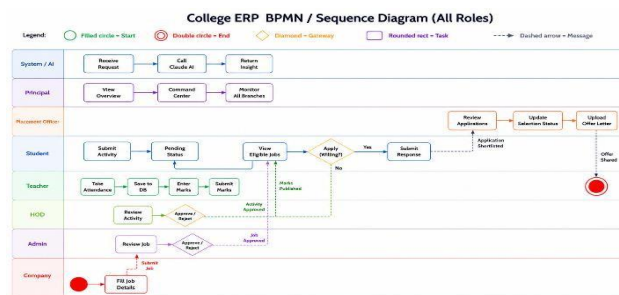 College ERP BPMN / Sequence Diagram (All Roles)
Legend:
Filled circle = Start
Double circle = End
Diamond = Gateway
Rounded rect = Task
Dashed arrow = Message
System / AI
Receive
Request
Call
Claude AI
Return
Insight
Principal
View
Overview
Command
Center
Monitor
All Branches
Placement Officer
Review
Applications
Update
Selection Status
Upload
Offer Letter
Student
Submit
Activity
Pending
Status
View
Eligible Jobs
Apply
(Willing?)
Yes
No
Submit
Response
Application
Shortlisted
Offer
Shared
Teacher
Take
Attendance
Save to
DB
Enter
Marks
Submit
Marks
Marks
Published
HOD
Review
Activity
Approve /
Reject
Activity
Approved
Admin
Review Job
Approve /
Reject
Job
Approved
Company
Fill Job
Details
Submit
Job